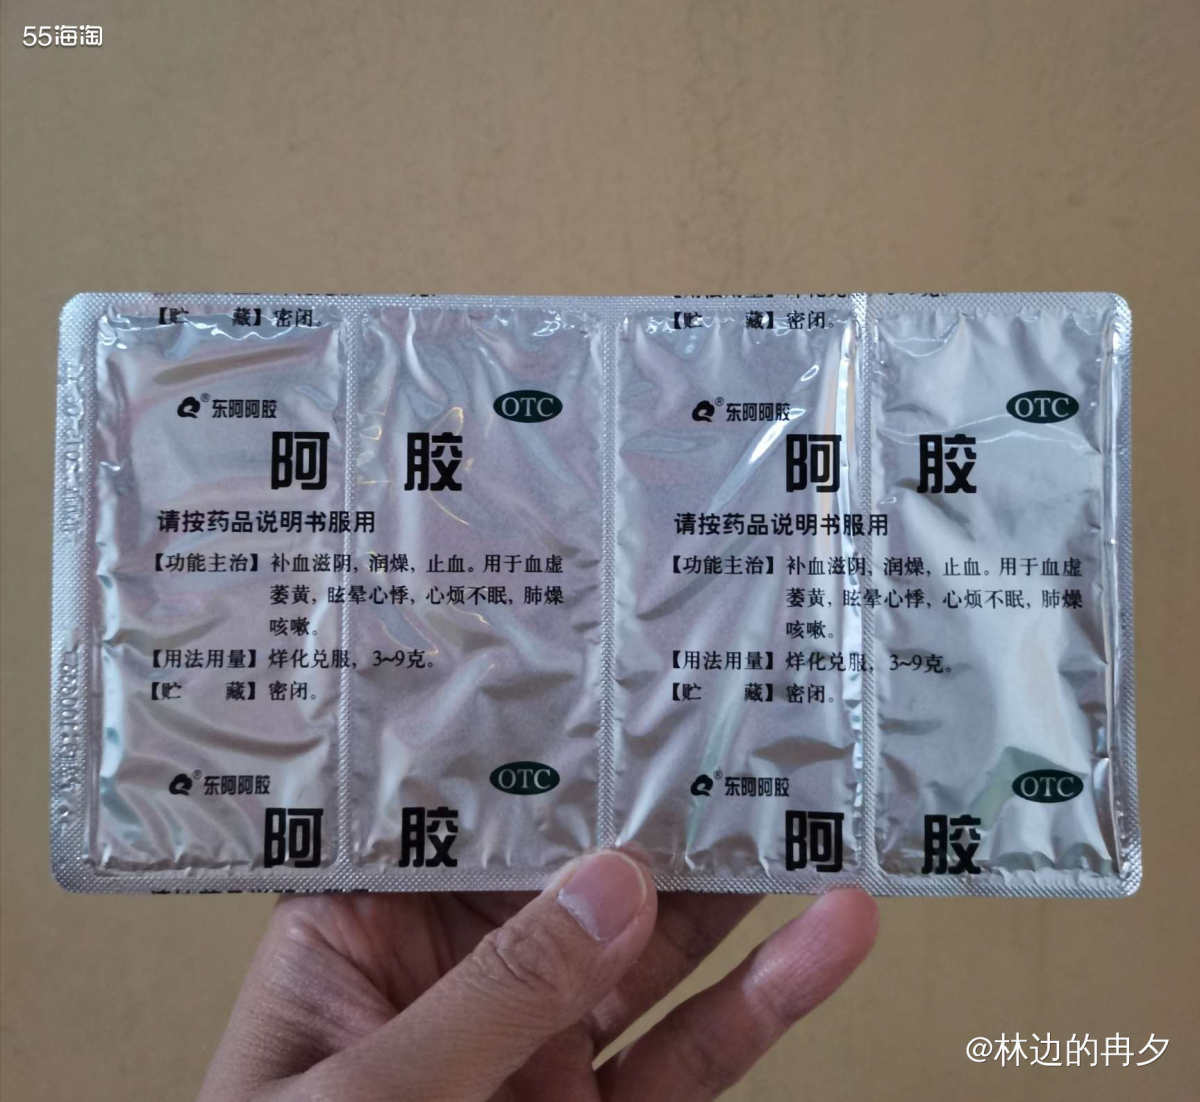 55海淘
【贮　　藏】密闭。
【贮　　藏】密闭。
®东阿阿胶 OTC
阿 胶
请按药品说明书服用
【功能主治】补血滋阴，润燥，止血。用于血虚
萎黄，眩晕心悸，心烦不眠，肺燥
咳嗽。
【用法用量】烊化兑服，3~9克。
【贮　　藏】密闭。
®东阿阿胶 OTC
阿 胶
®东阿阿胶 OTC
阿 胶
请按药品说明书服用
【功能主治】补血滋阴，润燥，止血。用于血虚
萎黄，眩晕心悸，心烦不眠，肺燥
咳嗽。
【用法用量】烊化兑服，3~9克。
【贮　　藏】密闭。
®东阿阿胶 OTC
阿 胶
@林边的冉夕